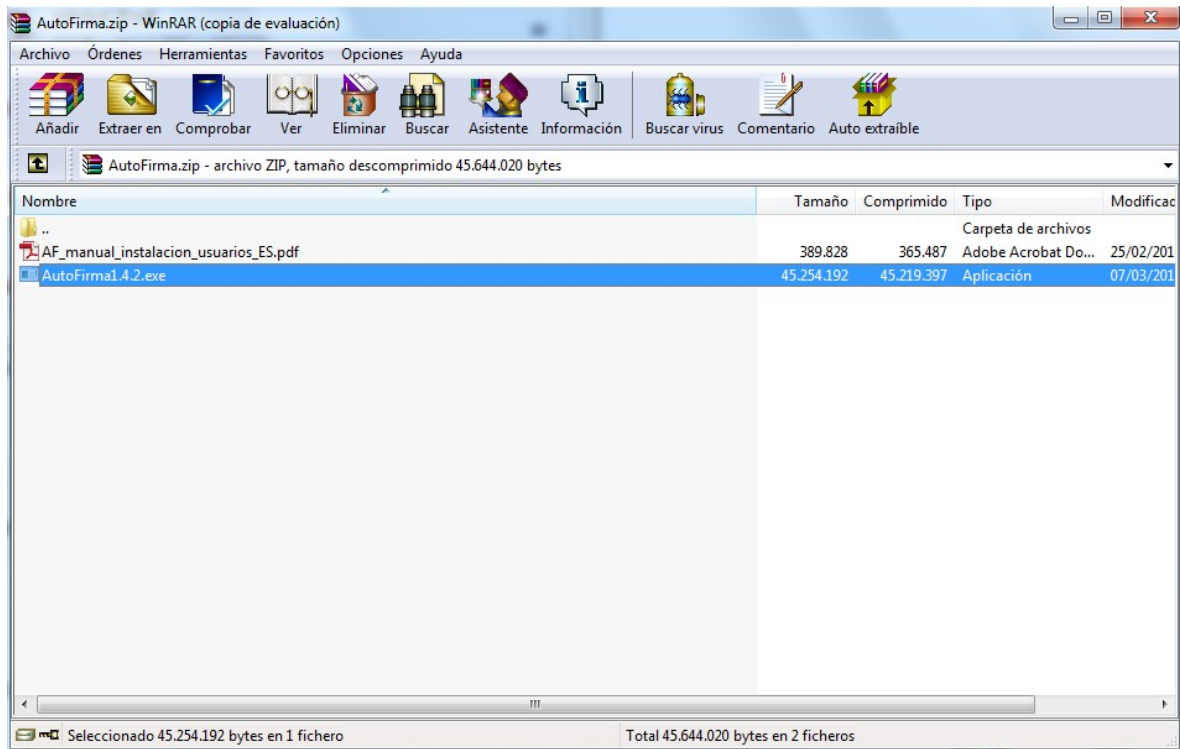 AutoFirma.zip - WinRAR (copia de evaluación)
Archivo Órdenes Herramientas Favoritos Opciones Ayuda
Añadir Extraer en Comprobar Ver Eliminar Buscar Asistente Información Buscar virus Comentario Auto extraíble
AutoFirma.zip - archivo ZIP, tamaño descomprimido 45.644.020 bytes
Nombre Tamaño Comprimido Tipo Modificad
.. Carpeta de archivos
AF_manual_instalacion_usuarios_ES.pdf 389.828 365.487 Adobe Acrobat Do... 25/02/201
AutoFirma1.4.2.exe 45.254.192 45.219.397 Aplicación 07/03/201
Seleccionado 45.254.192 bytes en 1 fichero Total 45.644.020 bytes en 2 ficheros